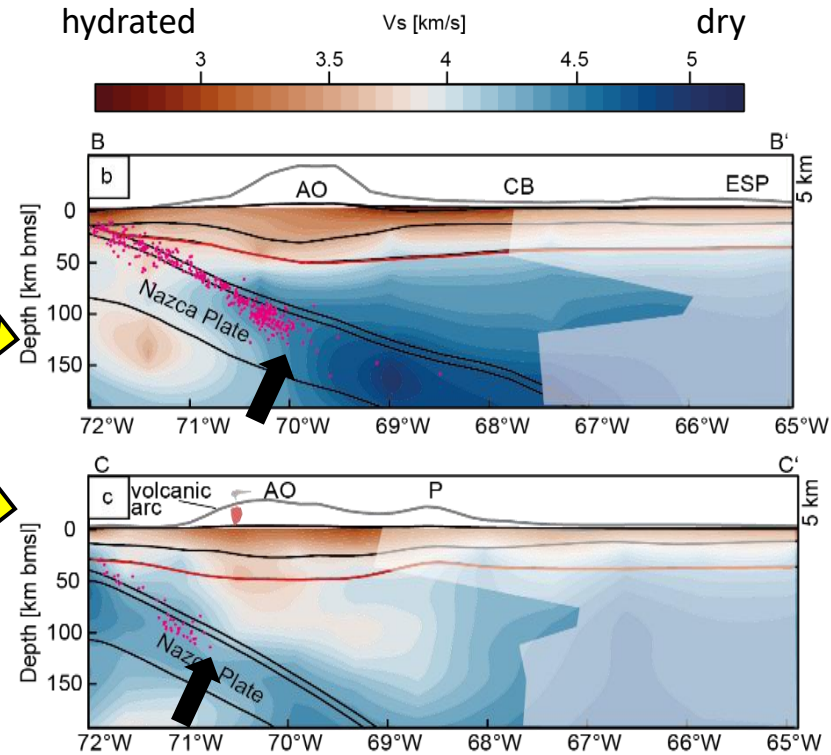 hydrated Vs [km/s] dry
3 3.5 4 4.5 5
B B'
b
AO CB ESP
5 km
0
50
100
150
Depth [km bmsl]
Nazca Plate
72°W 71°W 70°W 69°W 68°W 67°W 66°W 65°W
C C'
c volcanic arc AO P
5 km
0
50
100
150
Depth [km bmsl]
Nazca Plate
72°W 71°W 70°W 69°W 68°W 67°W 66°W 65°W